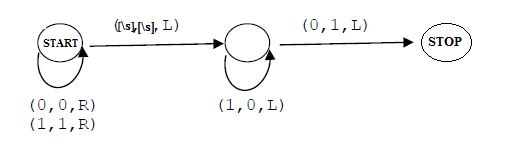 ([\s],[\s], L)
(0,1,L)
START
STOP
(0,0,R)
(1,1,R)
(1,0,L)